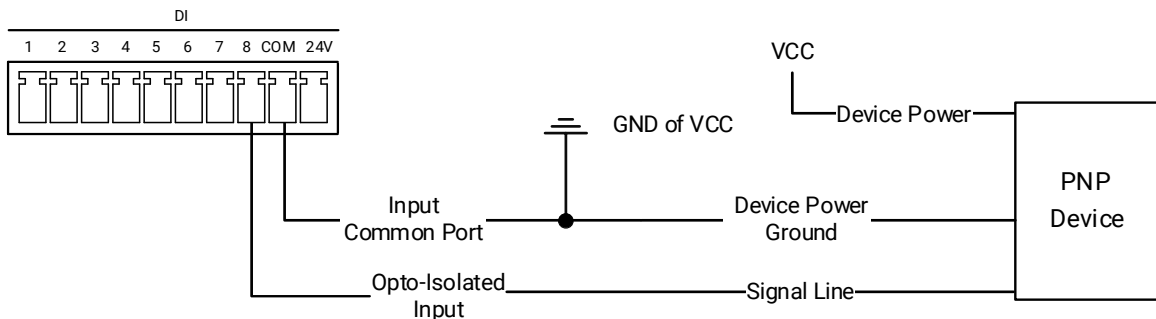 DI
1 2 3 4 5 6 7 8 COM 24V
VCC
Device Power
GND of VCC
PNP
Device
Input
Common Port
Device Power
Ground
Opto-Isolated
Input
Signal Line